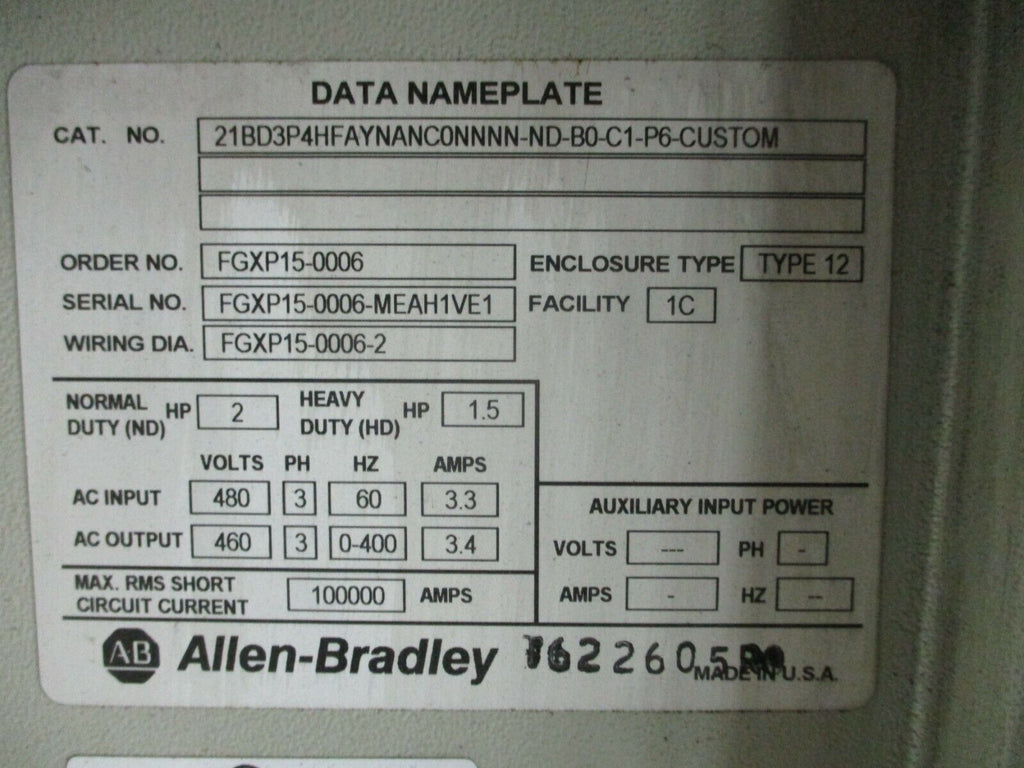 DATA NAMEPLATE
CAT. NO. 21BD3P4HFAYNANC0NNNN-ND-B0-C1-P6-CUSTOM
ORDER NO. FGXP15-0006 ENCLOSURE TYPE TYPE 12
SERIAL NO. FGXP15-0006-MEAH1VE1 FACILITY 1C
WIRING DIA. FGXP15-0006-2
NORMAL DUTY (ND) HP 2 HEAVY DUTY (HD) HP 1.5
VOLTS PH HZ AMPS
AC INPUT 480 3 60 3.3
AC OUTPUT 460 3 0-400 3.4
AUXILIARY INPUT POWER
VOLTS --- PH -
AMPS - HZ --
MAX. RMS SHORT
CIRCUIT CURRENT 100000 AMPS
AB Allen-Bradley
MADE IN U.S.A.